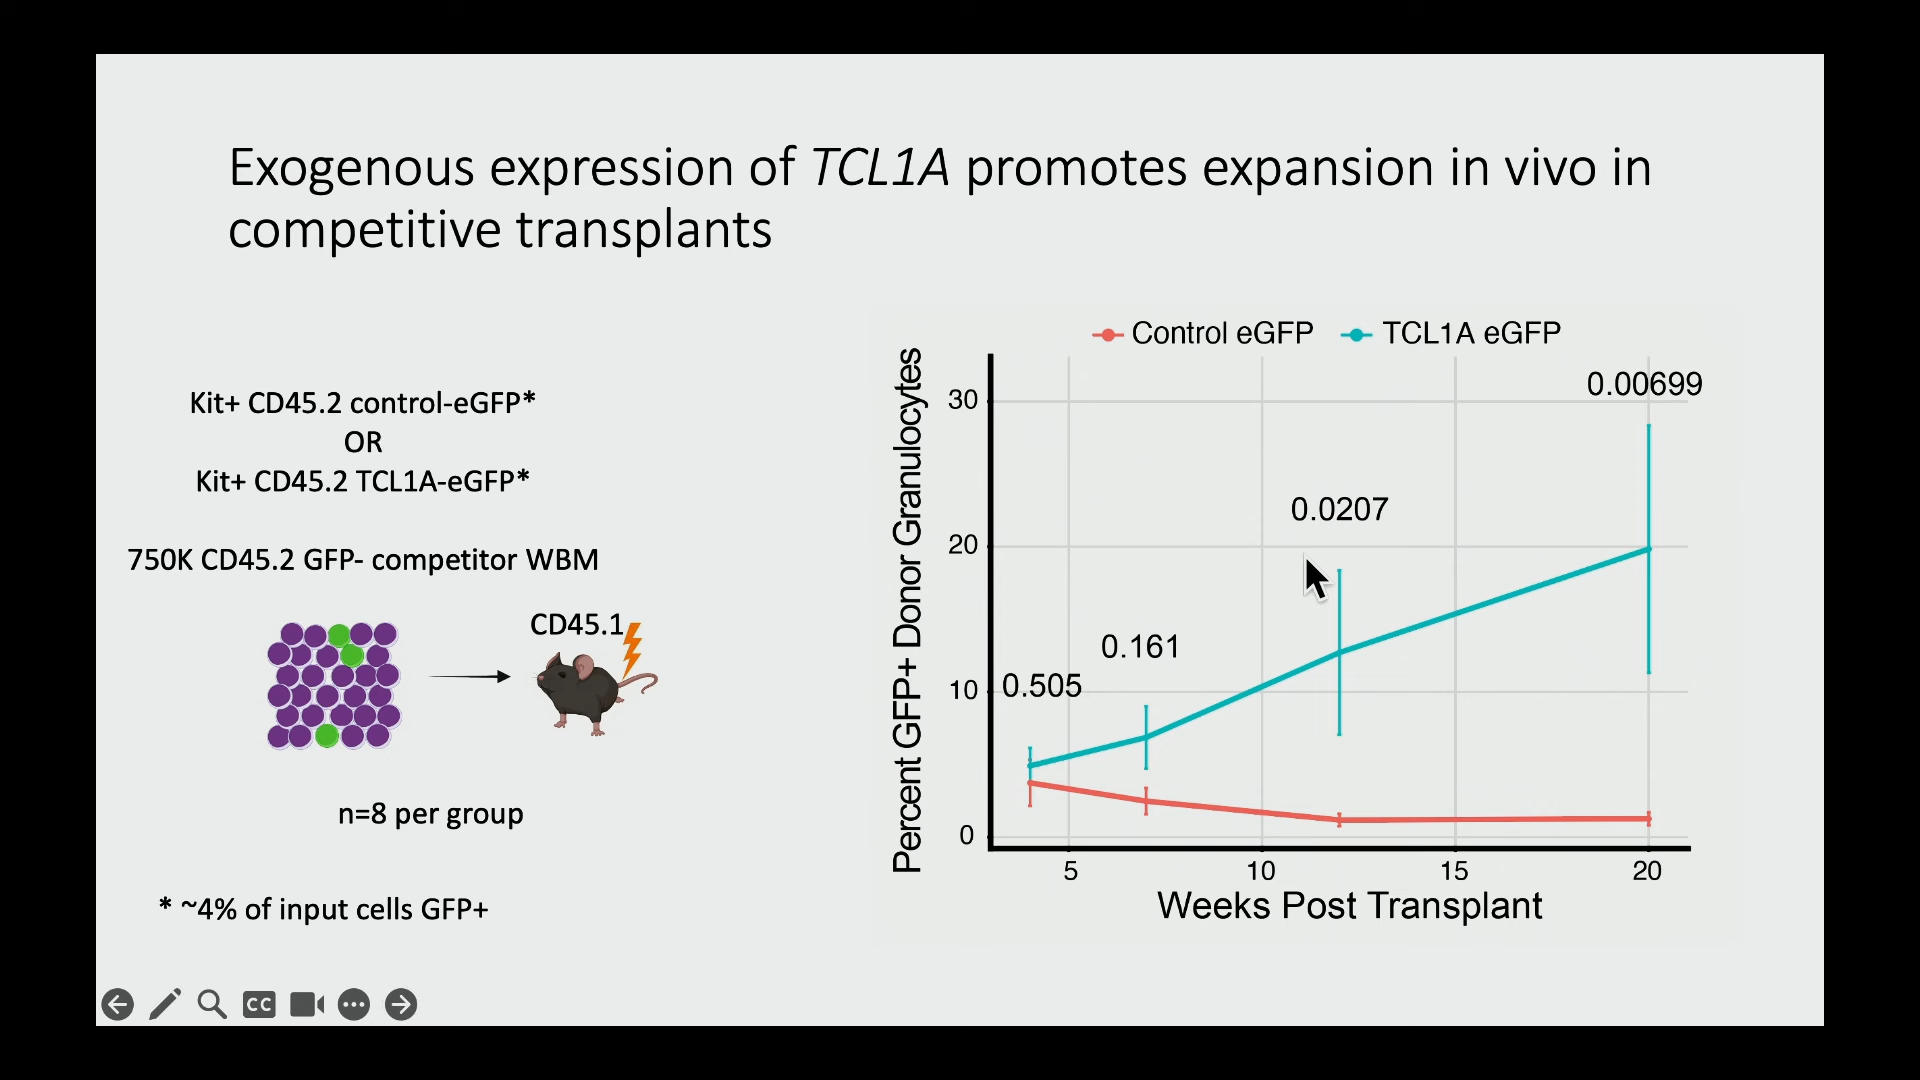 Exogenous expression of TCL1A promotes expansion in vivo in
competitive transplants
Kit+ CD45.2 control-eGFP*
OR
Kit+ CD45.2 TCL1A-eGFP*
750K CD45.2 GFP- competitor WBM
CD45.1
n=8 per group
* ~4% of input cells GFP+
Control eGFP TCL1A eGFP
Percent GFP+ Donor Granulocytes
30
20
10
0
0.505
0.161
0.0207
0.00699
5 10 15 20
Weeks Post Transplant
CC